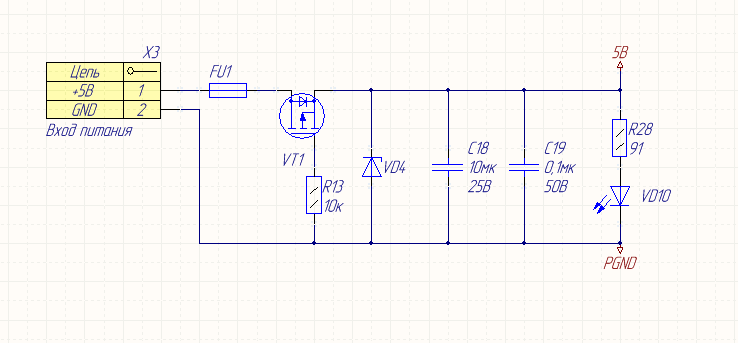 X3
Цепь
+5В 1
GND 2
Вход питания
FU1
VT1
R13
10к
VD4
C18
10мк
25В
C19
0,1мк
50В
5В
R28
91
VD10
PGND